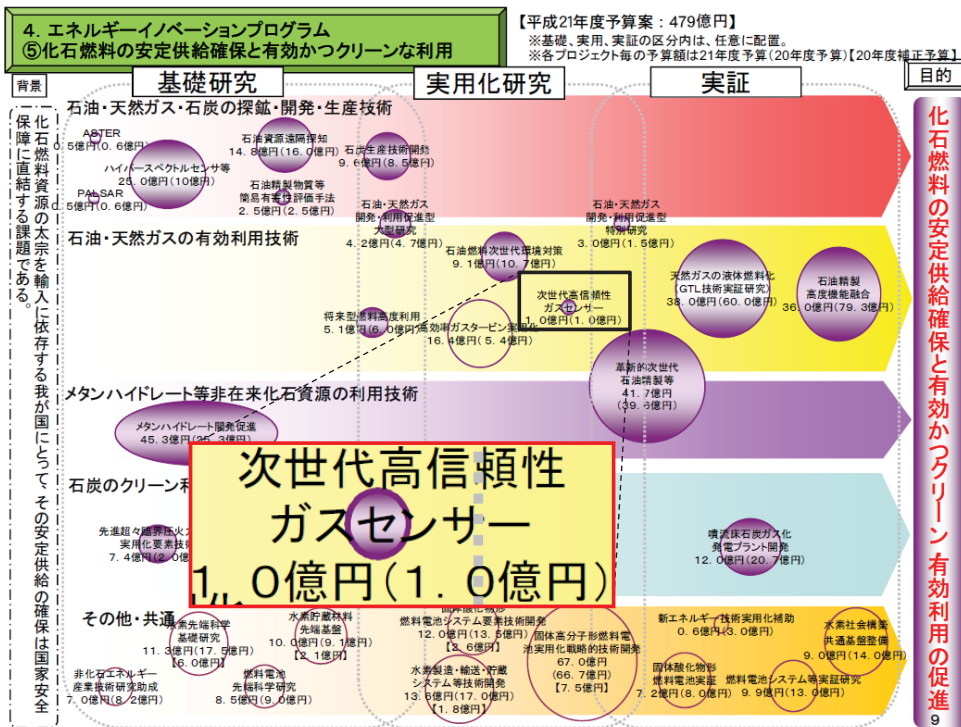 4. エネルギーイノベーションプログラム
⑤化石燃料の安定供給確保と有効かつクリーンな利用
【平成21年度予算案：479億円】
※基礎、実用、実証の区分内は、任意に配置。
※各プロジェクト毎の予算額は21年度予算(20年度予算)【20年度補正予算】
背景
基礎研究
実用化研究
実証
目的
化石燃料資源の太宗を輸入に依存する我が国にとって、その安定供給の確保は国家安全
保障に直結する課題である。
石油・天然ガス・石炭の探鉱・開発・生産技術
ASTER
0.5億円(0.6億円)
ハイパースペクトルセンサ等
25.0億円(10億円)
PALSAR
0.5億円(0.6億円)
石油資源遠隔探知
14.8億円(16.0億円)
石油精製物質等
簡易有害性評価手法
2.5億円(2.5億円)
石炭生産技術開発
9.6億円(8.5億円)
石油・天然ガス
開発・利用促進型
大型研究
4.2億円(4.7億円)
石油・天然ガス
開発・利用促進型
特別研究
3.0億円(1.5億円)
石油・天然ガスの有効利用技術
石油燃料次世代環境対策
9.1億円(10.7億円)
将来型燃料高度利用
5.1億円(6.0億円)
高効率ガスタービン実用化
16.4億円(5.4億円)
次世代高信頼性
ガスセンサー
1.0億円(1.0億円)
天然ガスの液体燃料化
(GTL技術実証研究)
38.0億円(60.0億円)
石油精製
高度機能融合
36.0億円(79.3億円)
革新的次世代
石油精製等
41.7億円
(39.6億円)
メタンハイドレート等非在来化石資源の利用技術
メタンハイドレート開発促進
45.3億円(25.3億円)
次世代高信頼性
ガスセンサー
1.0億円(1.0億円)
石炭のクリーン利
先進超々臨界圧火力
実用化要素技術
7.4億円(2.0億
噴流床石炭ガス化
発電プラント開発
12.0億円(20.7億円)
その他・共通
水素先端科学
基礎研究
11.3億円(17.5億円)
【6.0億円】
水素貯蔵材料
先端基盤
10.0億円(9.1億円)
【2.1億円】
非化石エネルギー
産業技術研究助成
7.0億円(8.2億円)
燃料電池
先端科学研究
8.5億円(9.0億円)
固体酸化物形
燃料電池システム要素技術開発
12.0億円(13.5億円)
【2.6億円】
水素製造・輸送・貯蔵
システム等技術開発
13.6億円(17.0億円)
【1.8億円】
固体高分子形燃料電
池実用化戦略的技術開発
67.0億円
(66.7億円)
【7.5億円】
新エネルギー技術実用化補助
0.6億円(3.0億円)
固体酸化物形
燃料電池実証
7.2億円(8.0億円)
燃料電池システム等実証研究
9.9億円(13.0億円)
水素社会構築
共通基盤整備
9.0億円(14.0億円)
化石燃料の安定供給確保と有効かつクリーンな有効利用の促進
9